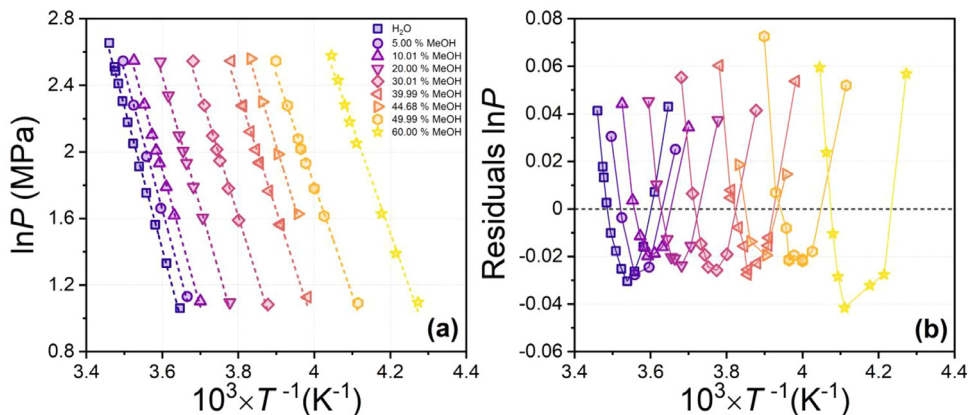 2.8
2.4
2
1.6
1.2
0.8
lnP (MPa)
H₂O
5.00 % MeOH
10.01 % MeOH
20.00 % MeOH
30.01 % MeOH
39.99 % MeOH
44.68 % MeOH
49.99 % MeOH
60.00 % MeOH
(a)
3.4 3.6 3.8 4 4.2 4.4
10³×T⁻¹(K⁻¹)
0.08
0.06
0.04
0.02
0
-0.02
-0.04
-0.06
Residuals lnP
(b)
3.4 3.6 3.8 4 4.2 4.4
10³×T⁻¹(K⁻¹)